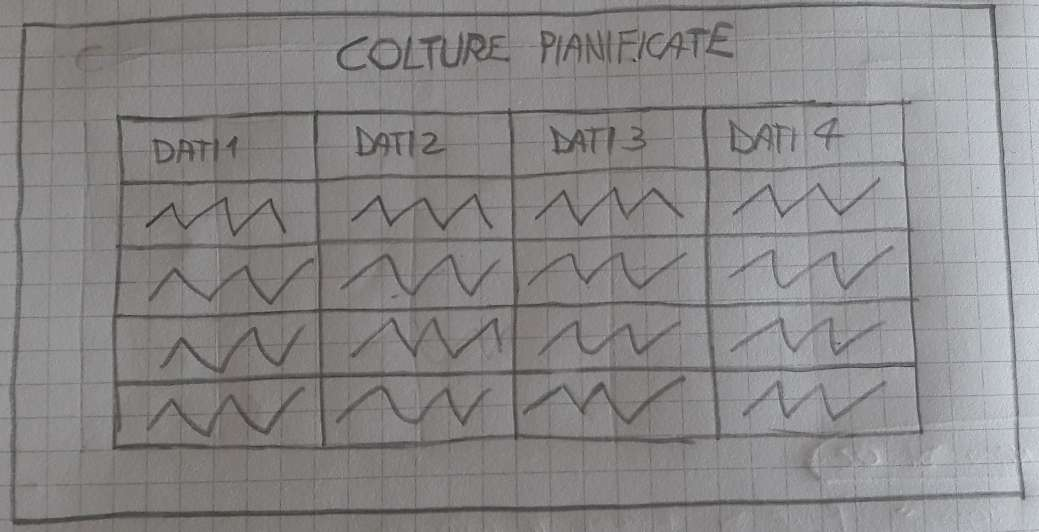 COLTURE PIANIFICATE
DATI 1 DATI 2 DATI 3 DATI 4